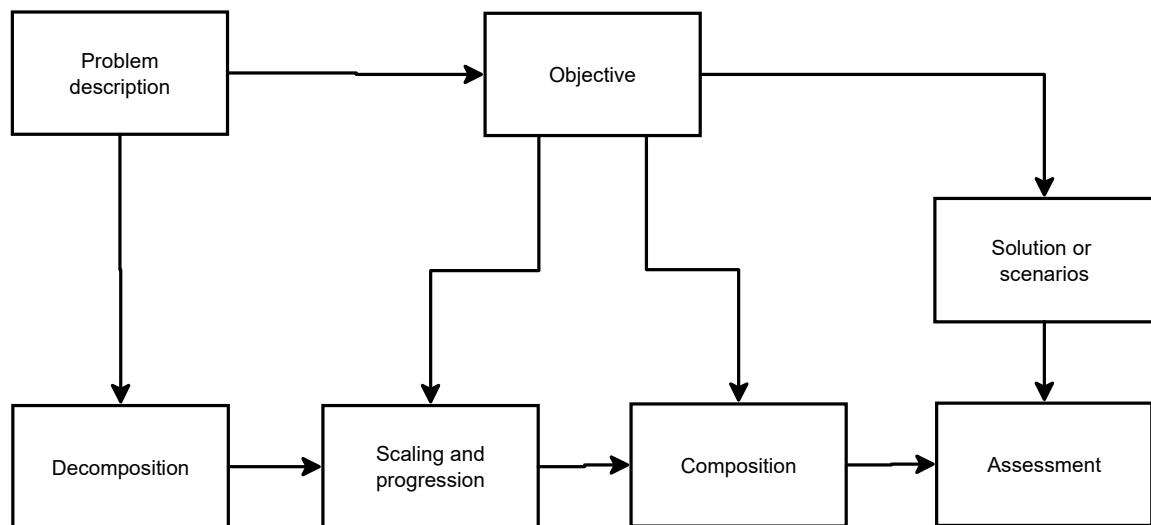 Problem
description
Objective
Solution or
scenarios
Decomposition
Scaling and
progression
Composition
Assessment